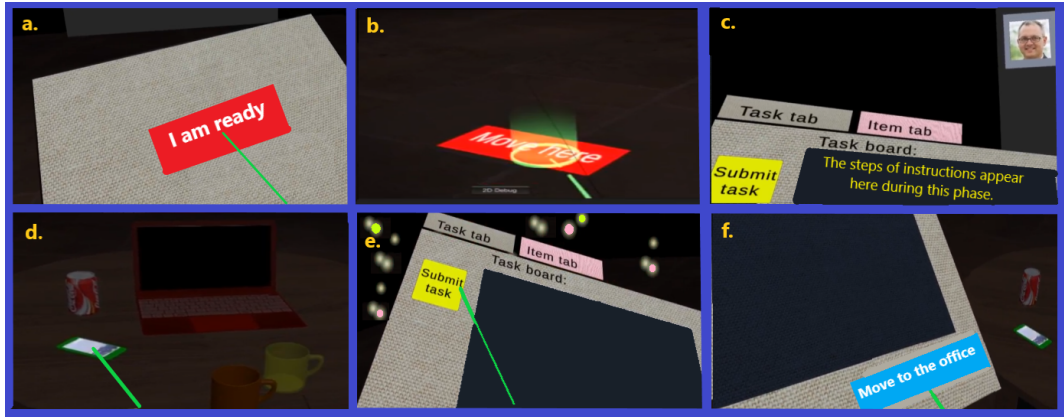 a.
I am ready
b.
Move here
2D Debug
c.
Task tab
Item tab
Task board:
Submit
task
The steps of instructions appear
here during this phase.
d.
e.
Task tab
Item tab
Task board:
Submit
task
f.
Move to the office